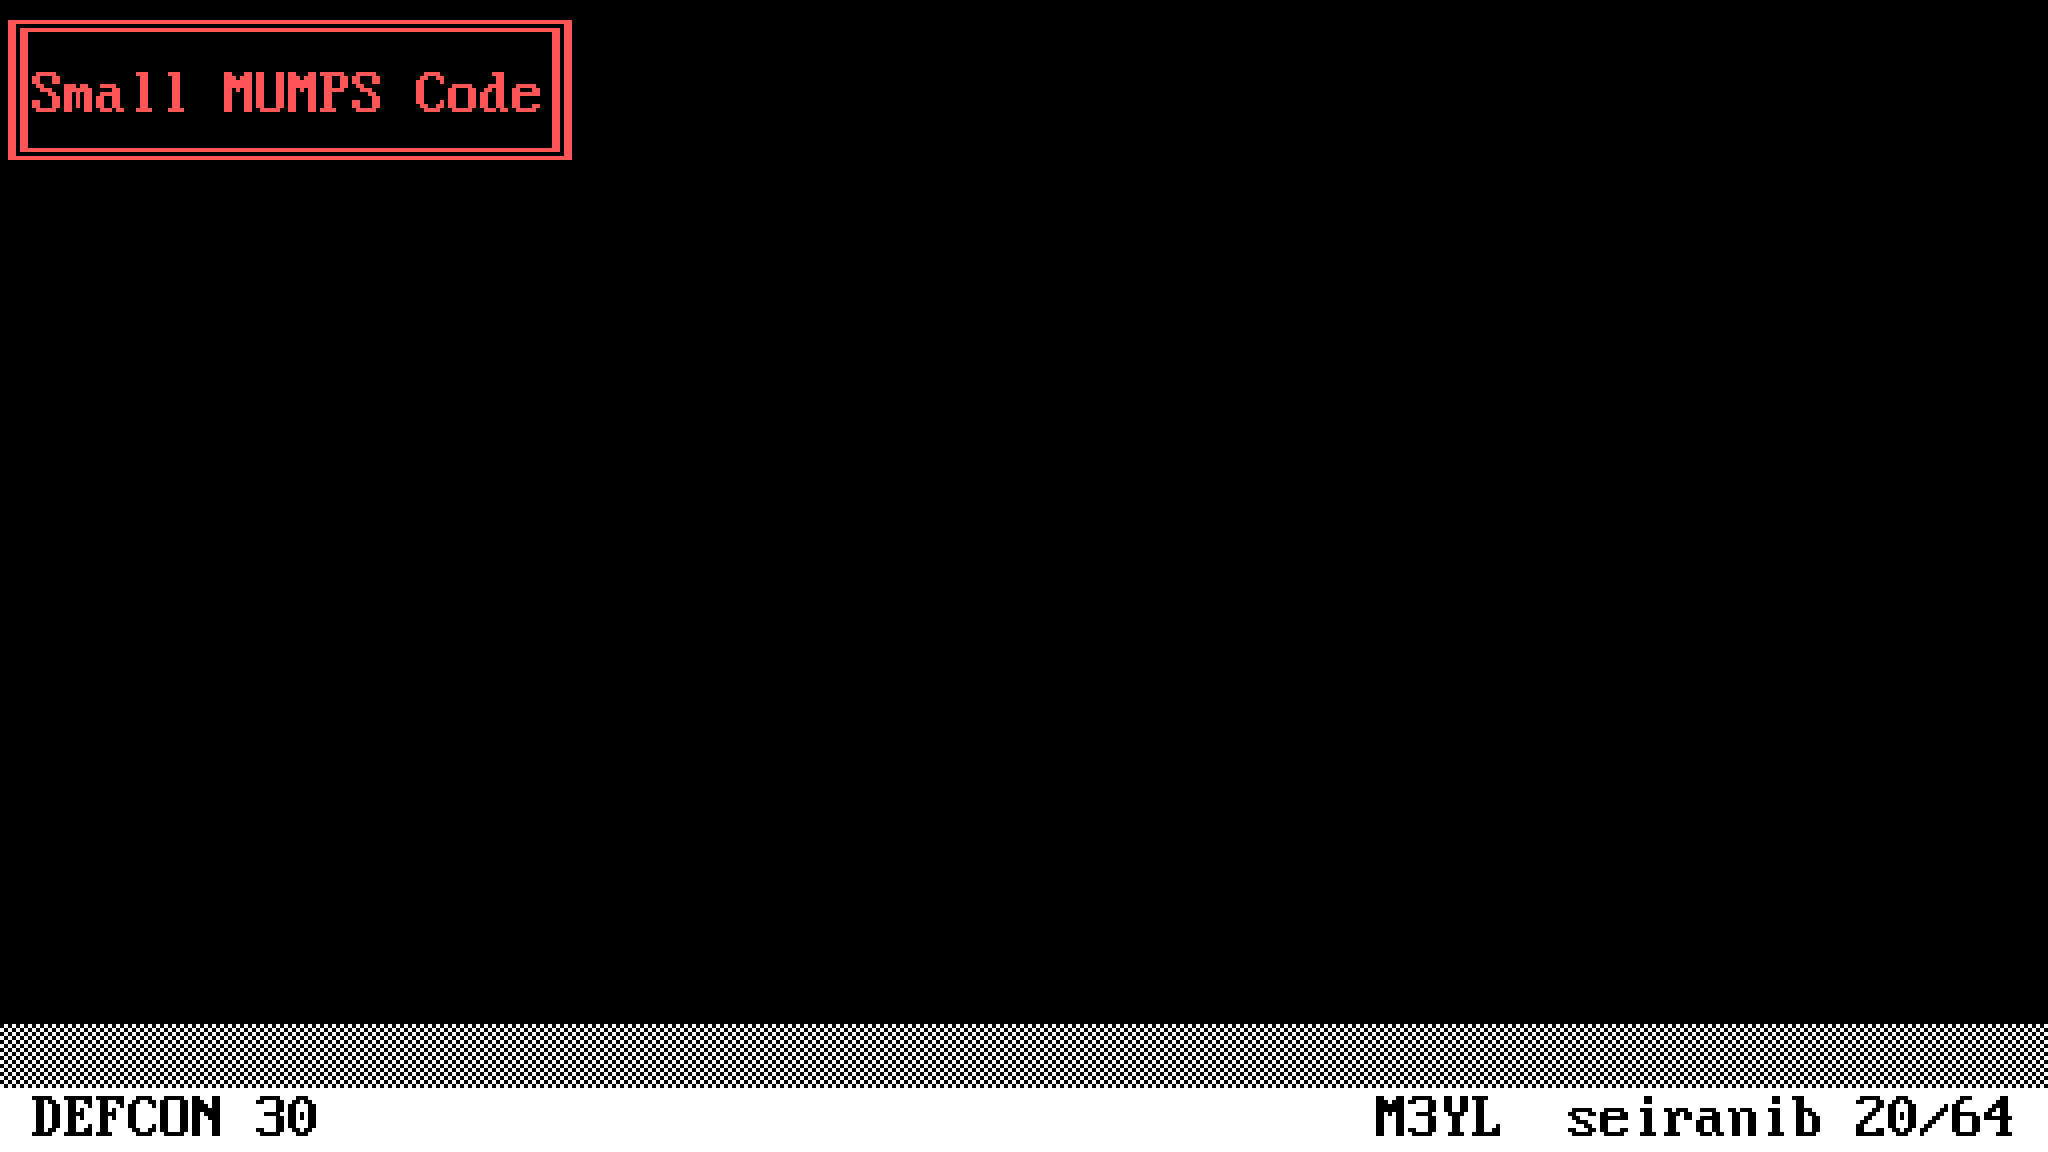 Small MUMPS Code
DEFCON 30
M3YL seiranib 20/64